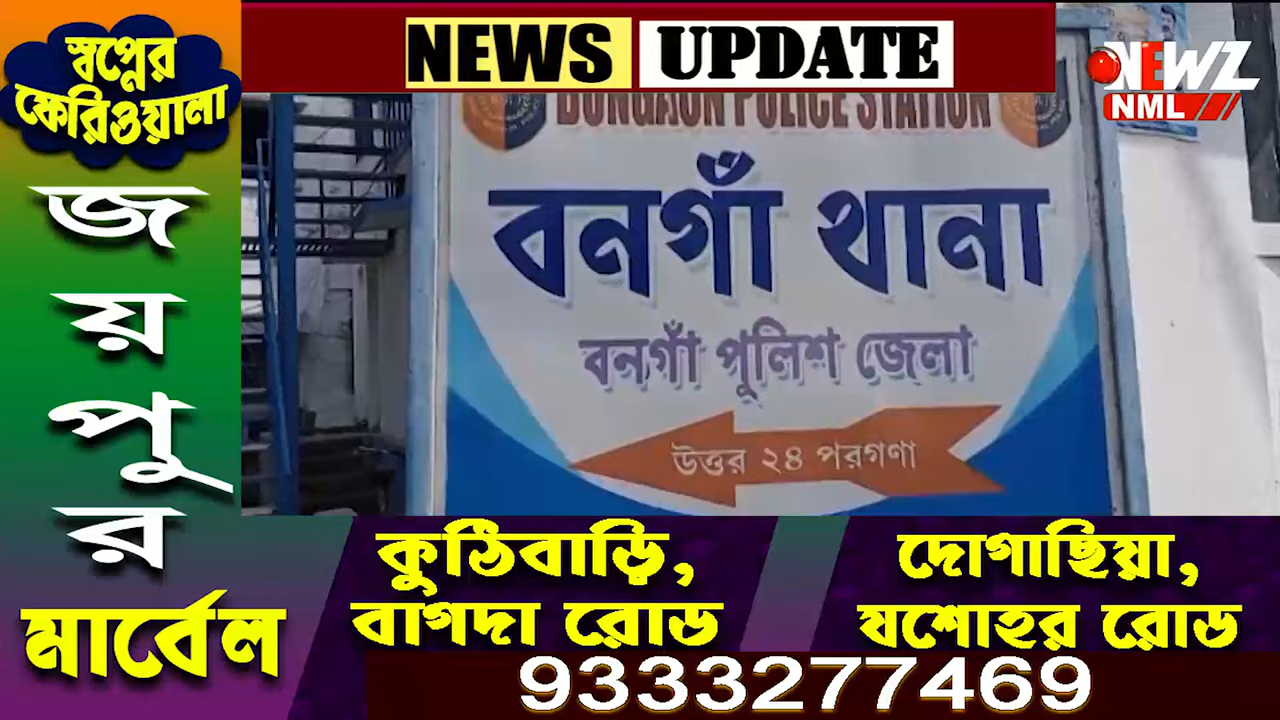 স্বপ্নের
ফেরিওয়ালা
জয়পুর
মার্বেল
NEWS UPDATE
NEWZ
NML
BONGAON POLICE STATION
বনগাঁ থানা
বনগাঁ পুলিশ জেলা
উত্তর ২৪ পরগণা
কুঠিবাড়ি,
বাগদা রোড
দোগাছিয়া,
যশোহর রোড
9333277469